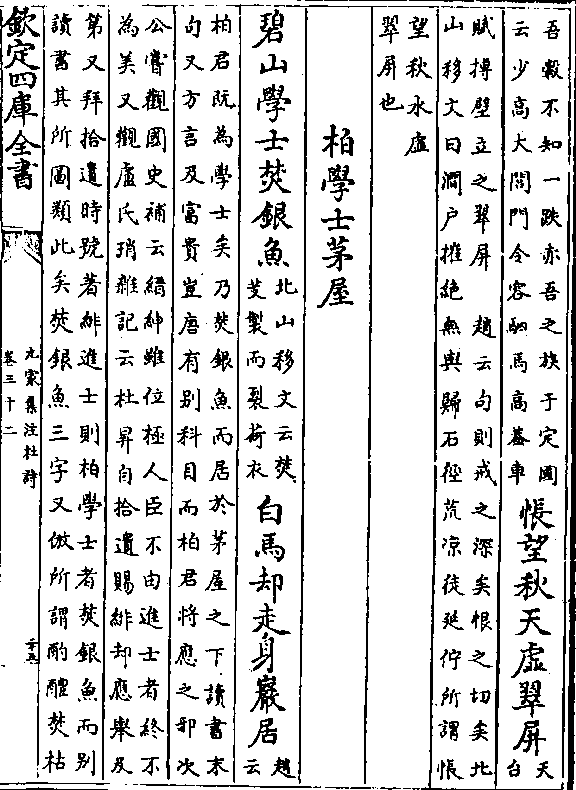 吾榖不知一跌赤吾之族于定國
云少高大閭門令容駟馬高葢車
悵望秋天虛翠屏
天
台
賦摶壁立之翠屏 趙云句則戒之深矣恨之切矣北
山移文曰澗户摧絶無與歸石徑荒凉徒延佇所謂悵
望秋水虛
翠屏也
柏學士茅屋
碧山學士焚銀魚
北山移文云焚
芰製而裂荷衣
白馬却走身巖居
趙
云
柏君既為學士矣乃焚銀魚而居於茅屋之下讀書末
句又方言及富貴豈唐有别科目而柏君將應之邪次
公嘗觀國史補云縉紳雖位極人臣不由進士者終不
為美又觀盧氏瑣雜記云杜昇自拾遺賜緋却應舉及
第又拜拾遺時號著緋進士則柏學士者焚銀魚而别
讀書其所圖類此矣焚銀魚三字又倣所謂酌醴焚枯
欽定四庫全書
九家集注杜詩
卷三十二